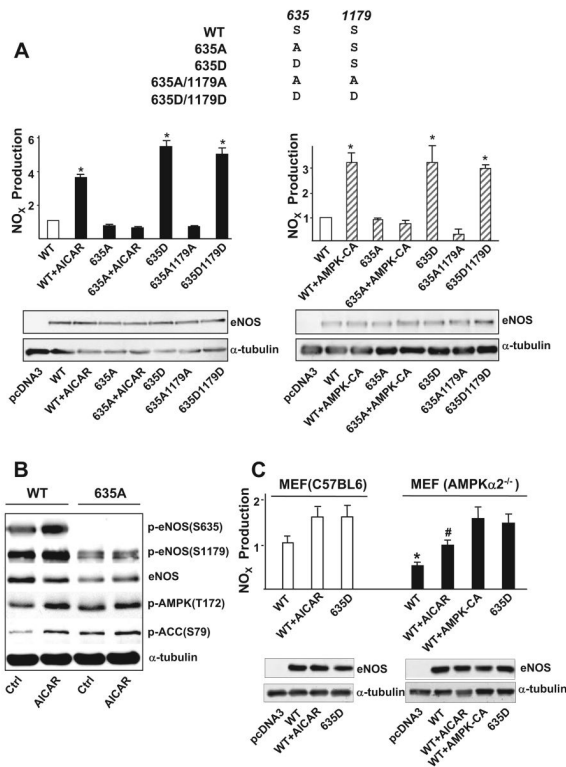 635 1179
WT S S
635A A S
635D D S
635A/1179A A A
635D/1179D D D
A
NOX Production
6
4
2
0
*
*
*
WT
WT+AICAR
635A
635A+AICAR
635D
635A1179A
635D1179D
eNOS
α-tubulin
pcDNA3
WT
WT+AICAR
635A
635A+AICAR
635D
635A1179A
635D1179D
NOX Production
3
2
1
0
*
*
*
WT
WT+AMPK-CA
635A
635A+AMPK-CA
635D
635A1179A
635D1179D
eNOS
α-tubulin
pcDNA3
WT
WT+AMPK-CA
635A
635A+AMPK-CA
635D
635A1179A
635D1179D
B
WT 635A
p-eNOS(S635)
p-eNOS(S1179)
eNOS
p-AMPK(T172)
p-ACC(S79)
α-tubulin
Ctrl
AICAR
Ctrl
AICAR
C
MEF(C57BL6) MEF (AMPKα2-/-)
NOX Production
2
1
0
*
#
WT
WT+AICAR
635D
WT
WT+AICAR
WT+AMPK-CA
635D
eNOS
α-tubulin
pcDNA3
WT
WT+AICAR
635D
eNOS
α-tubulin
pcDNA3
WT
WT+AICAR
WT+AMPK-CA
635D